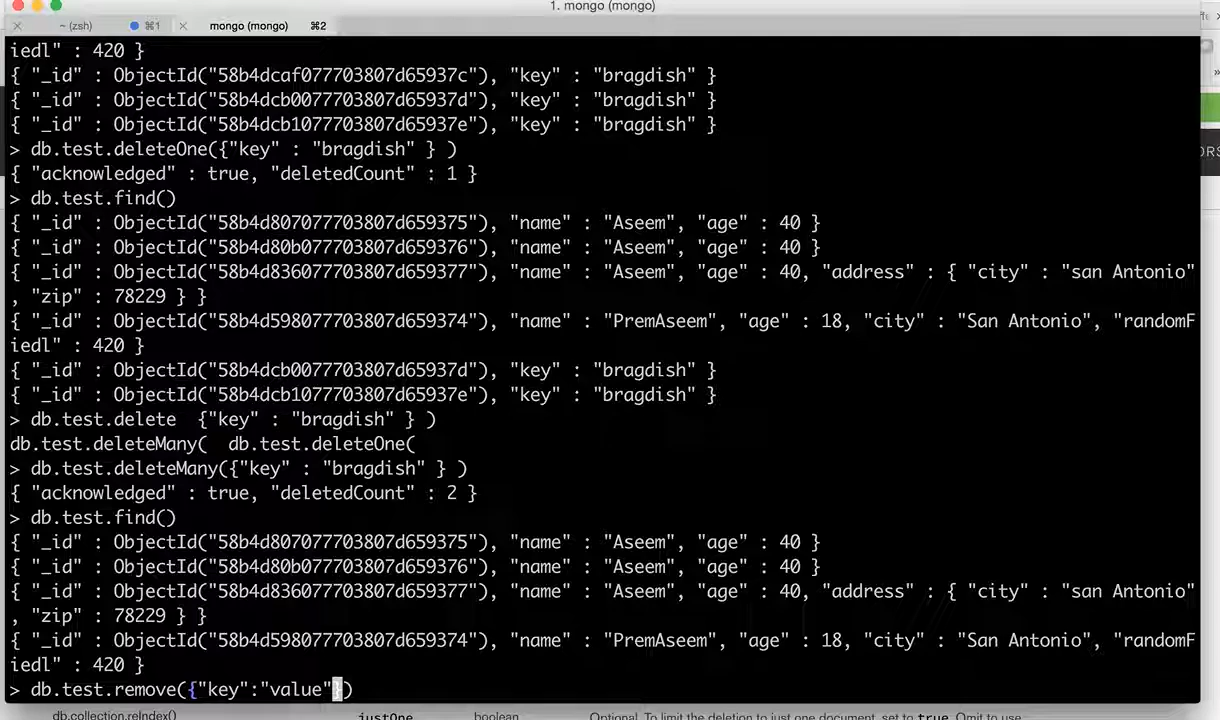 1. mongo (mongo)
~ (zsh) ⌘1 mongo (mongo) ⌘2
iedl" : 420 }
{ "_id" : ObjectId("58b4dcaf077703807d65937c"), "key" : "bragdish" }
{ "_id" : ObjectId("58b4dcb0077703807d65937d"), "key" : "bragdish" }
{ "_id" : ObjectId("58b4dcb1077703807d65937e"), "key" : "bragdish" }
> db.test.deleteOne({"key" : "bragdish" } )
{ "acknowledged" : true, "deletedCount" : 1 }
> db.test.find()
{ "_id" : ObjectId("58b4d807077703807d659375"), "name" : "Aseem", "age" : 40 }
{ "_id" : ObjectId("58b4d80b077703807d659376"), "name" : "Aseem", "age" : 40 }
{ "_id" : ObjectId("58b4d836077703807d659377"), "name" : "Aseem", "age" : 40, "address" : { "city" : "san Antonio"
, "zip" : 78229 } }
{ "_id" : ObjectId("58b4d598077703807d659374"), "name" : "PremAseem", "age" : 18, "city" : "San Antonio", "randomF
iedl" : 420 }
{ "_id" : ObjectId("58b4dcb0077703807d65937d"), "key" : "bragdish" }
{ "_id" : ObjectId("58b4dcb1077703807d65937e"), "key" : "bragdish" }
> db.test.delete  {"key" : "bragdish" } )
db.test.deleteMany(  db.test.deleteOne(
> db.test.deleteMany({"key" : "bragdish" } )
{ "acknowledged" : true, "deletedCount" : 2 }
> db.test.find()
{ "_id" : ObjectId("58b4d807077703807d659375"), "name" : "Aseem", "age" : 40 }
{ "_id" : ObjectId("58b4d80b077703807d659376"), "name" : "Aseem", "age" : 40 }
{ "_id" : ObjectId("58b4d836077703807d659377"), "name" : "Aseem", "age" : 40, "address" : { "city" : "san Antonio"
, "zip" : 78229 } }
{ "_id" : ObjectId("58b4d598077703807d659374"), "name" : "PremAseem", "age" : 18, "city" : "San Antonio", "randomF
iedl" : 420 }
> db.test.remove({"key":"value"})
db.collection.reIndex() justOne boolean Optional. To limit the deletion to just one document, set to true. Omit to use